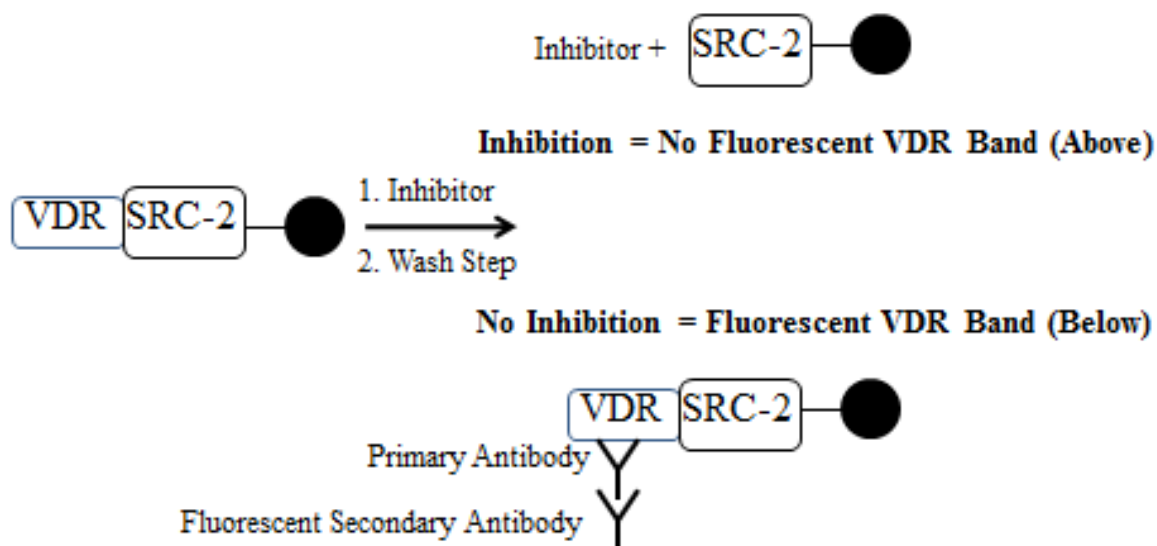 Inhibitor + SRC-2
Inhibition = No Fluorescent VDR Band (Above)
VDR SRC-2
1. Inhibitor
2. Wash Step
No Inhibition = Fluorescent VDR Band (Below)
VDR SRC-2
Primary Antibody
Fluorescent Secondary Antibody